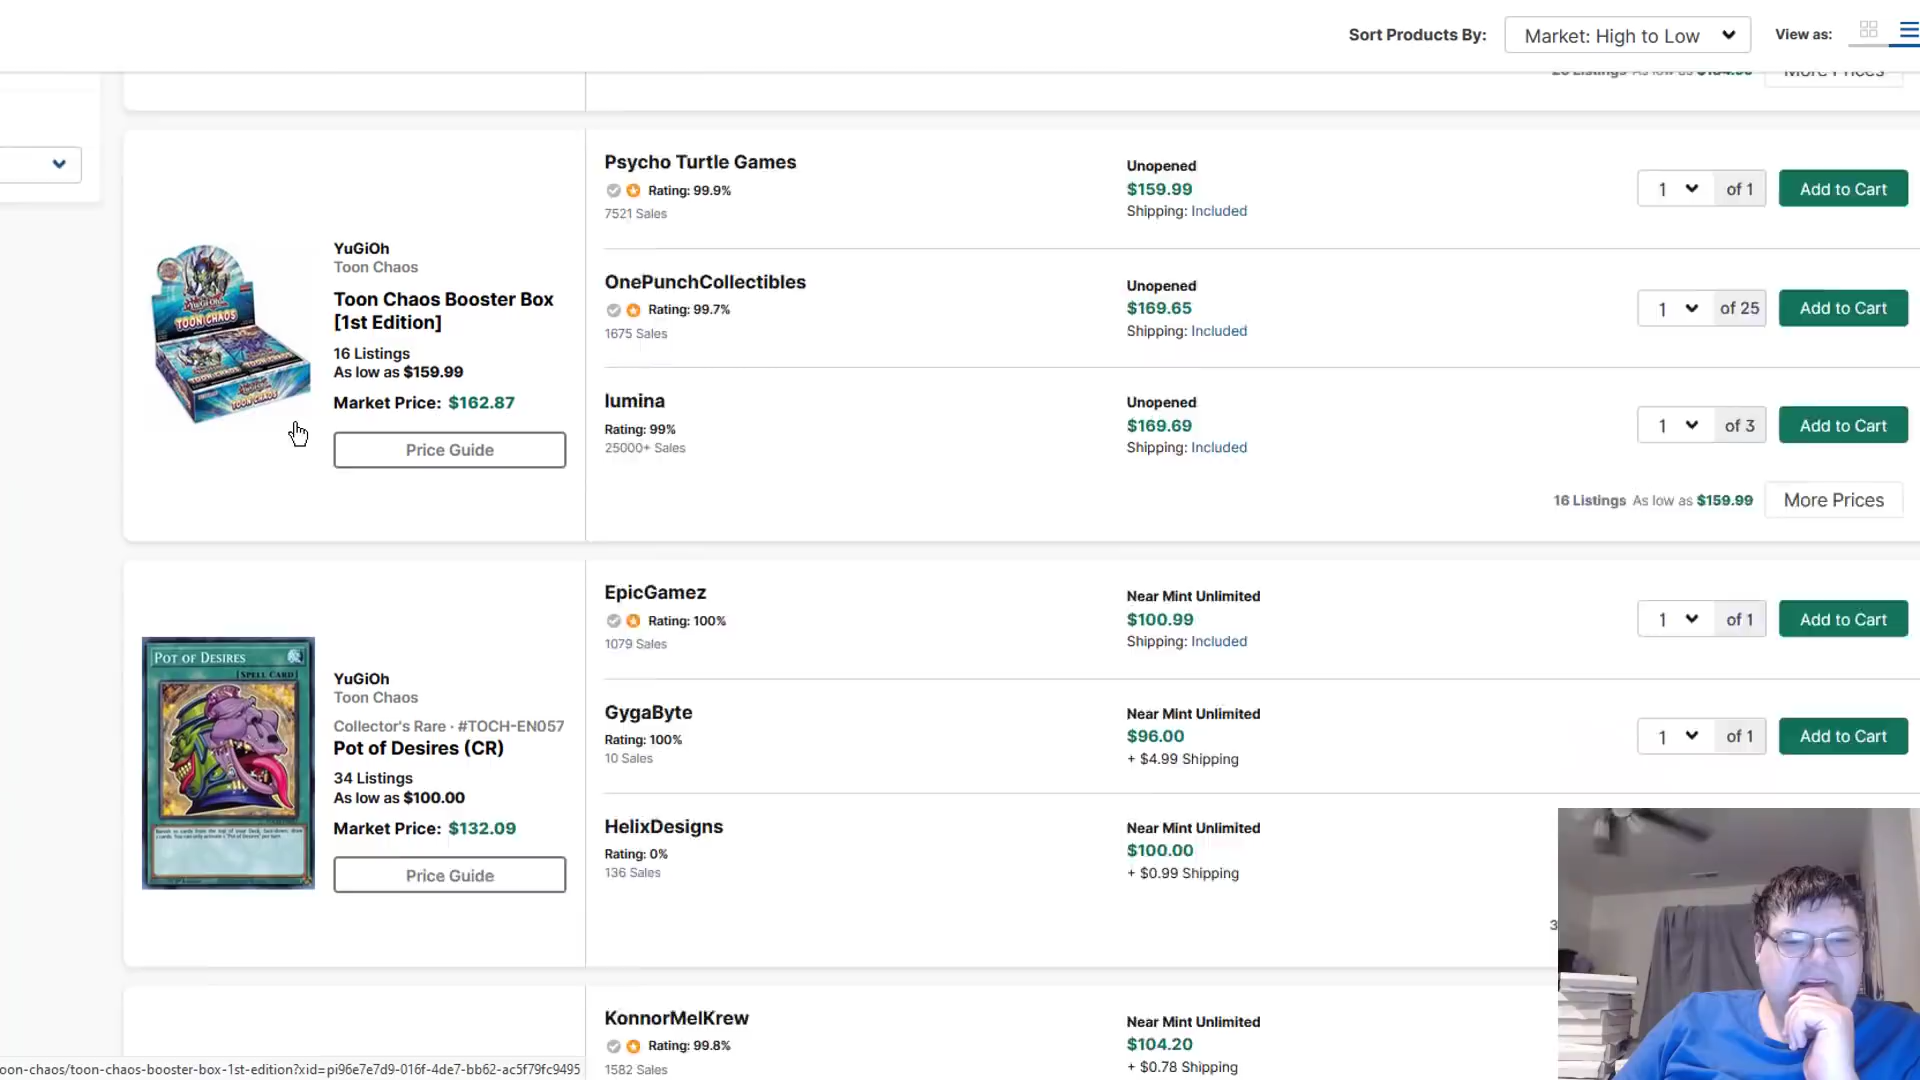 Sort Products By:
Market: High to Low
View as:
As low as
More Prices
YuGiOh
Toon Chaos
Toon Chaos Booster Box
[1st Edition]
16 Listings
As low as $159.99
Market Price: $162.87
Price Guide
TOON CHAOS
Psycho Turtle Games
Rating: 99.9%
7521 Sales
Unopened
$159.99
Shipping: Included
1
of 1
Add to Cart
OnePunchCollectibles
Rating: 99.7%
1675 Sales
Unopened
$169.65
Shipping: Included
1
of 25
Add to Cart
lumina
Rating: 99%
25000+ Sales
Unopened
$169.69
Shipping: Included
1
of 3
Add to Cart
16 Listings As low as $159.99
More Prices
POT OF DESIRES
[SPELL CARD]
YuGiOh
Toon Chaos
Collector's Rare · #TOCH-EN057
Pot of Desires (CR)
34 Listings
As low as $100.00
Market Price: $132.09
Price Guide
EpicGamez
Rating: 100%
1079 Sales
Near Mint Unlimited
$100.99
Shipping: Included
1
of 1
Add to Cart
GygaByte
Rating: 100%
10 Sales
Near Mint Unlimited
$96.00
+ $4.99 Shipping
1
of 1
Add to Cart
HelixDesigns
Rating: 0%
136 Sales
Near Mint Unlimited
$100.00
+ $0.99 Shipping
3
KonnorMelKrew
Rating: 99.8%
1582 Sales
Near Mint Unlimited
$104.20
+ $0.78 Shipping
oon-chaos/toon-chaos-booster-box-1st-edition?xid=pi96e7e7d9-016f-4de7-bb62-ac5f79fc9495